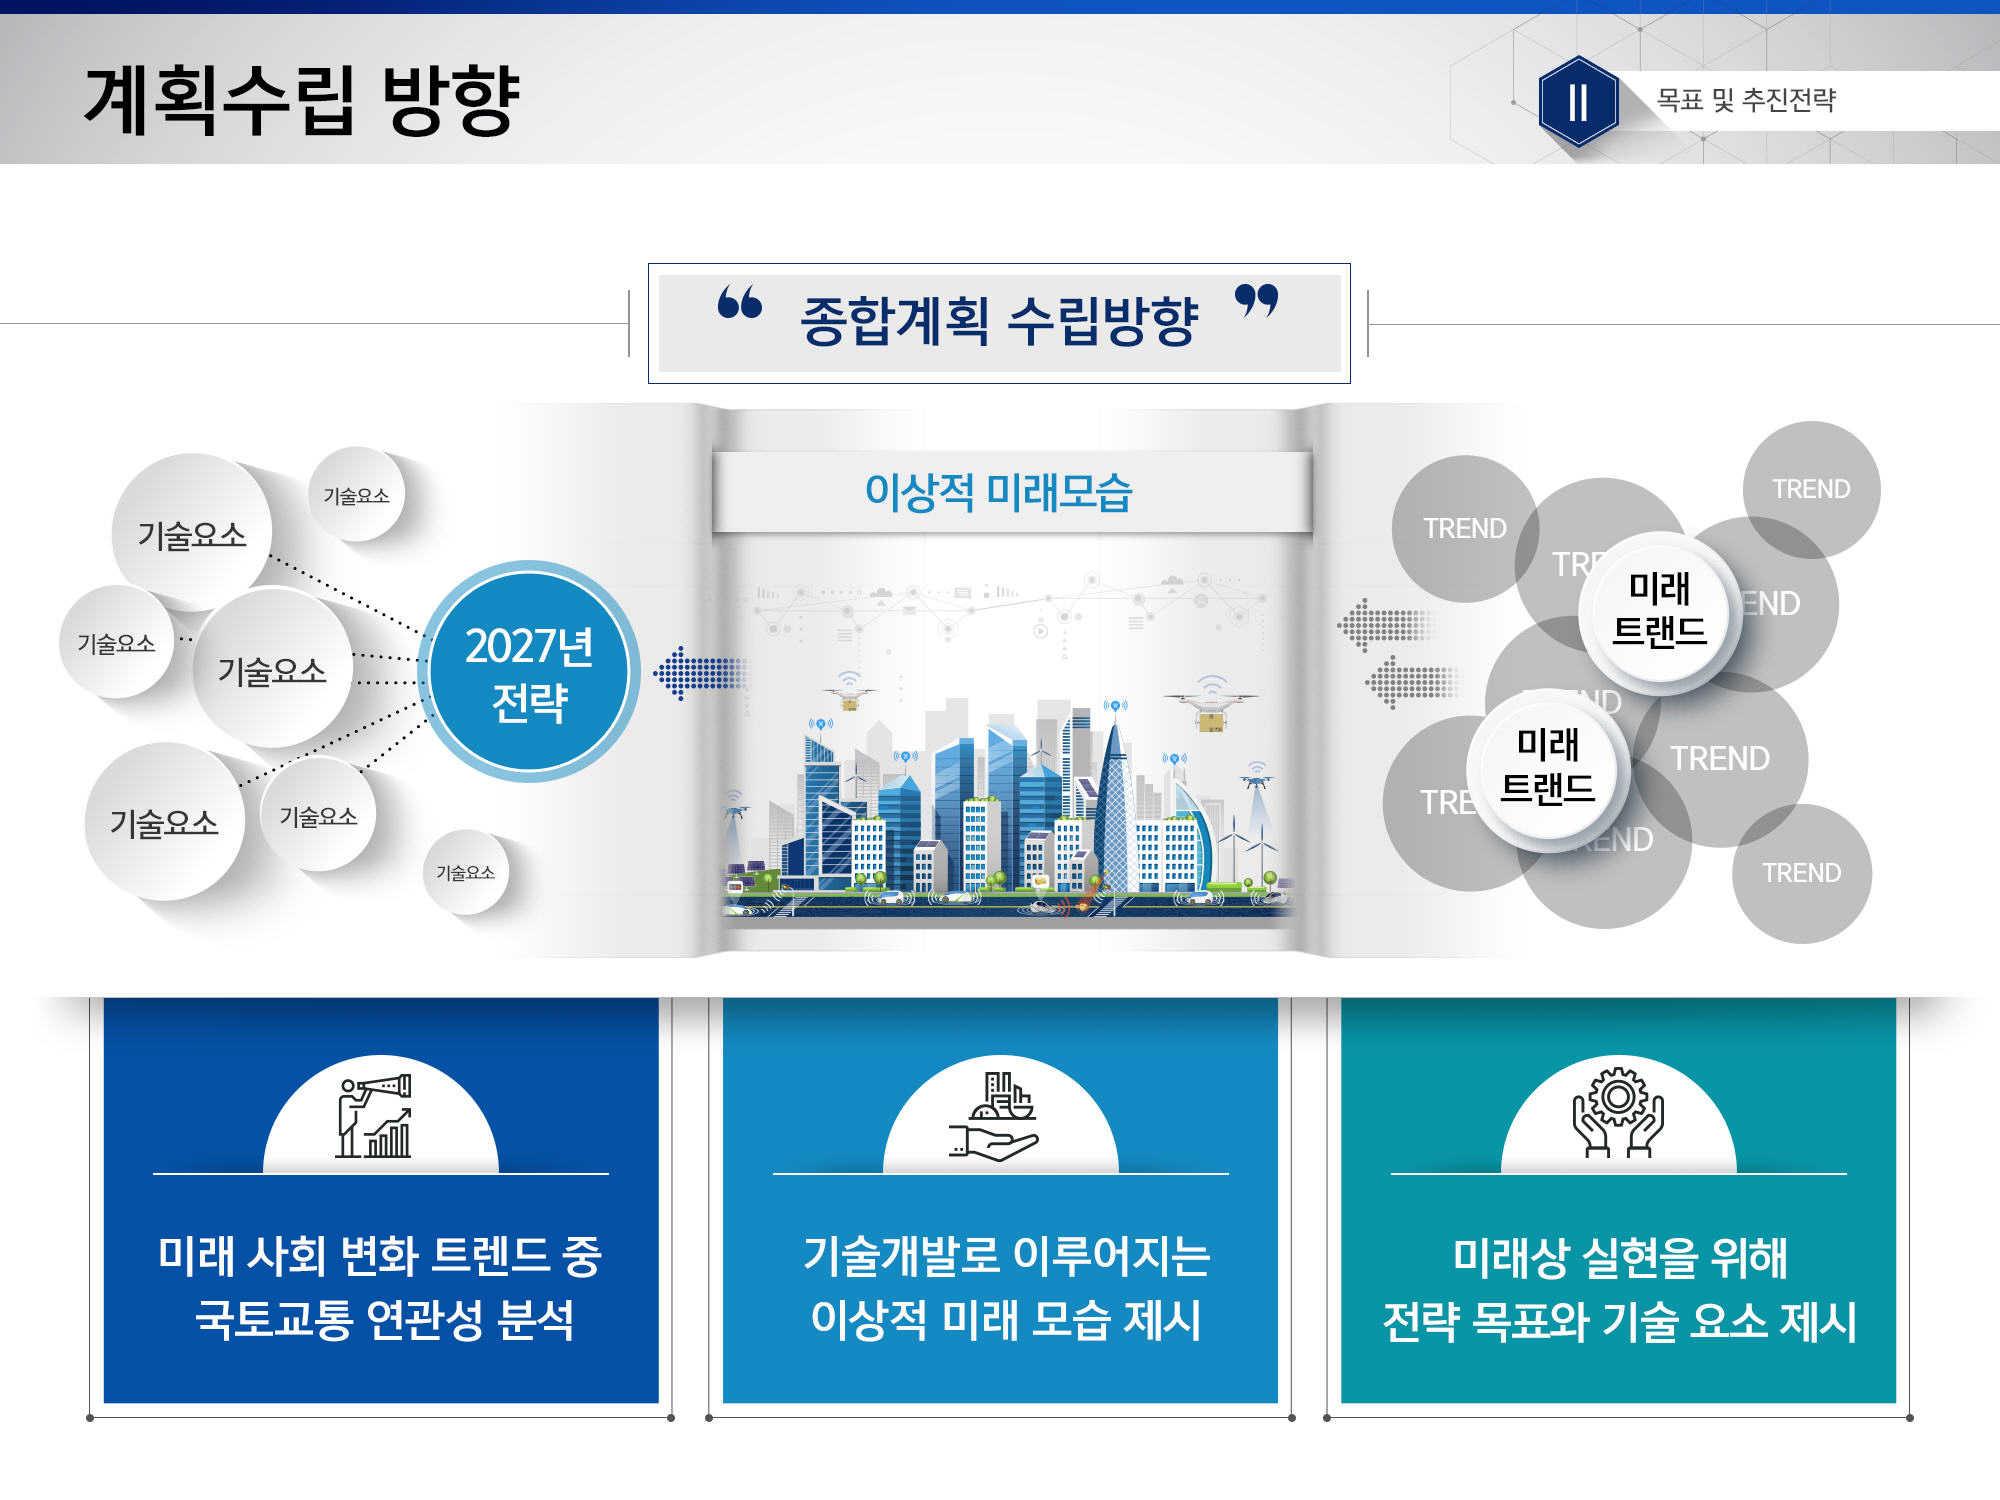 계획수립 방향
II
목표 및 추진전략
❝ 종합계획 수립방향 ❞
이상적 미래모습
기술요소
기술요소
기술요소
기술요소
기술요소
기술요소
기술요소
2027년
전략
TREND
TREND
TREND
TREND
TREND
TREND
TREND
TREND
TREND
미래
트랜드
미래
트랜드
미래 사회 변화 트렌드 중
국토교통 연관성 분석
기술개발로 이루어지는
이상적 미래 모습 제시
미래상 실현을 위해
전략 목표와 기술 요소 제시